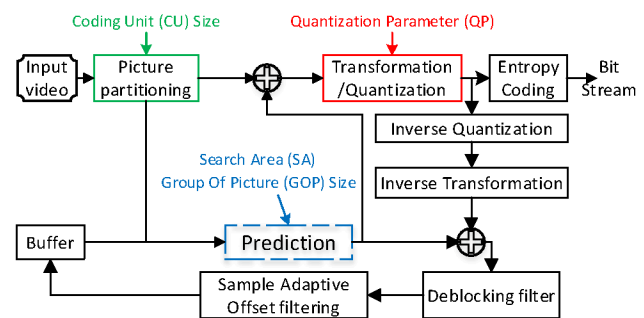 Coding Unit (CU) Size
Quantization Parameter (QP)
Input
video
Picture
partitioning
Transformation
/Quantization
Entropy
Coding
Bit
Stream
Inverse Quantization
Search Area (SA)
Group Of Picture (GOP) Size
Inverse Transformation
Buffer
Prediction
Sample Adaptive
Offset filtering
Deblocking filter